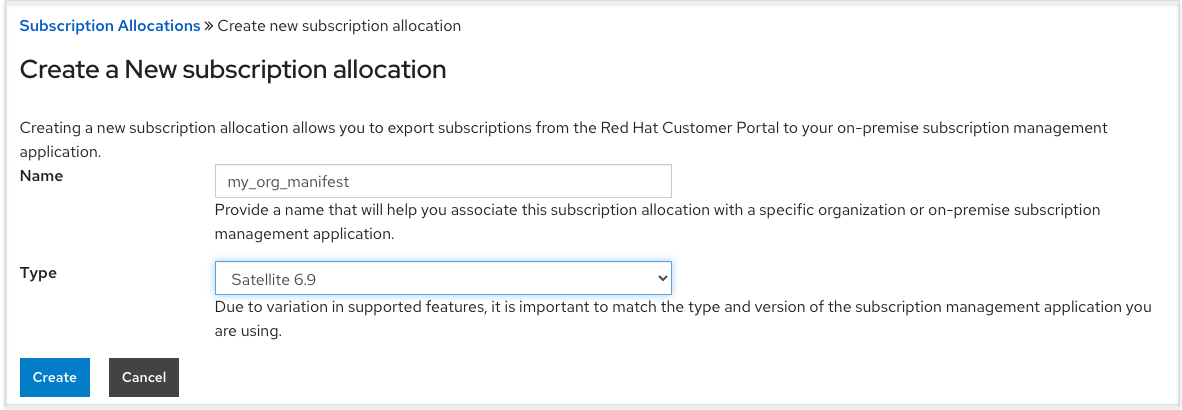 Subscription Allocations » Create new subscription allocation
Create a New subscription allocation
Creating a new subscription allocation allows you to export subscriptions from the Red Hat Customer Portal to your on-premise subscription management
application.
Name
my_org_manifest
Provide a name that will help you associate this subscription allocation with a specific organization or on-premise subscription
management application.
Type
Satellite 6.9
Due to variation in supported features, it is important to match the type and version of the subscription management application you
are using.
Create
Cancel